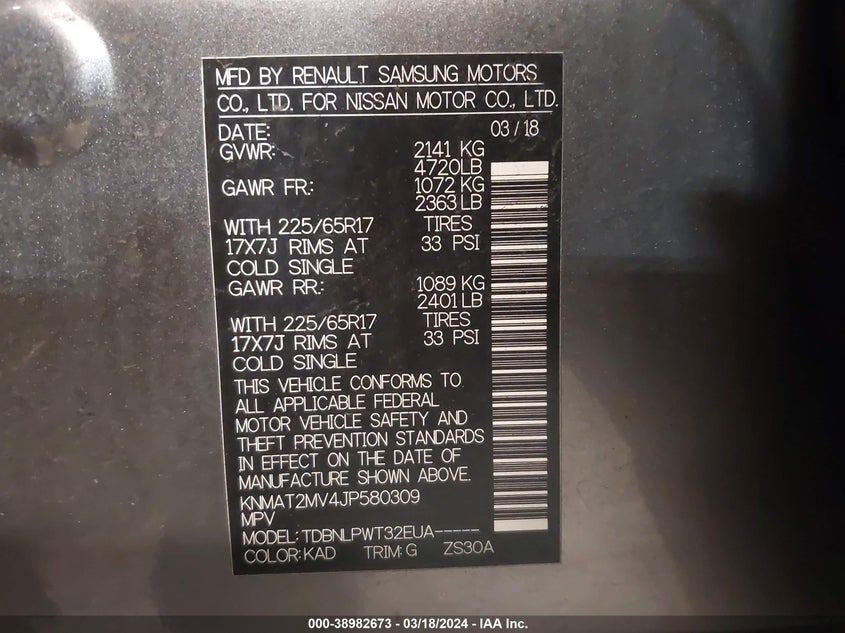 MFD BY RENAULT SAMSUNG MOTORS
CO., LTD. FOR NISSAN MOTOR CO., LTD.
DATE: 03 / 18
GVWR: 2141 KG
4720LB
GAWR FR.: 1072 KG
2363 LB
WITH 225/65R17 TIRES
17X7J RIMS AT 33 PSI
COLD SINGLE
GAWR RR.: 1089 KG
2401 LB
WITH 225/65R17 TIRES
17X7J RIMS AT 33 PSI
COLD SINGLE
THIS VEHICLE CONFORMS TO
ALL APPLICABLE FEDERAL
MOTOR VEHICLE SAFETY AND
THEFT PREVENTION STANDARDS
IN EFFECT ON THE DATE OF
MANUFACTURE SHOWN ABOVE.
KNMAT2MV4JP580309
MPV
MODEL: TDBNLPWT32EUA-----
COLOR: KAD TRIM: G ZS30A
000-38982673 - 03/18/2024 - IAA Inc.